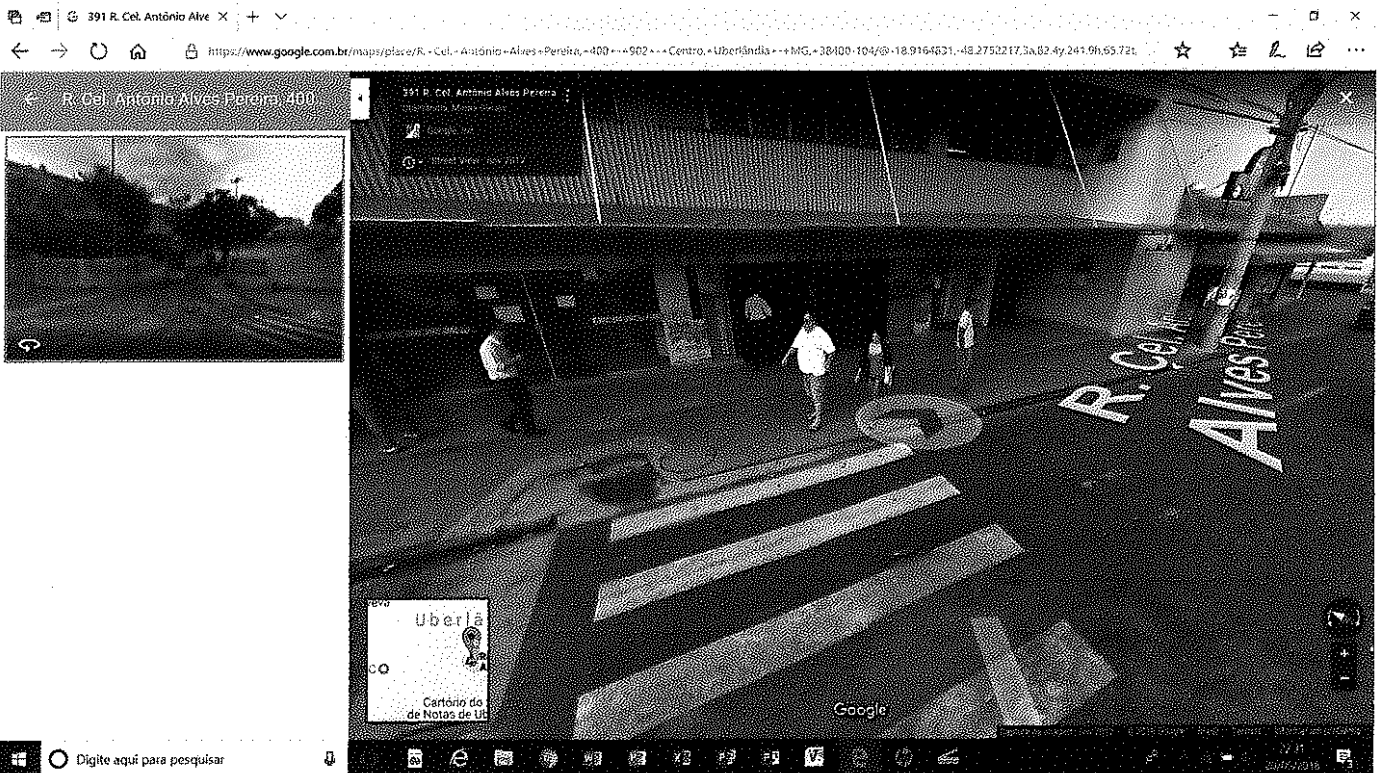 391 R. Cel. Antônio Alve
https://www.google.com.br/maps/place/R.+Cel.+Antônio+Alves+Pereira,+400+-+902+-+Centro,+Uberlândia+-+MG,+38400-104/@-18.9164831,-48.2752217,3a,82.4y,241.9h,65.72t,
R. Cel. Antônio Alves Pereira, 400
391 R. Cel. Antônio Alves Pereira
R. Cel.
Alves
Uberlâ
R
A
CO
Cartório do
de Notas de Ub
Google
Digite aqui para pesquisar
22:31